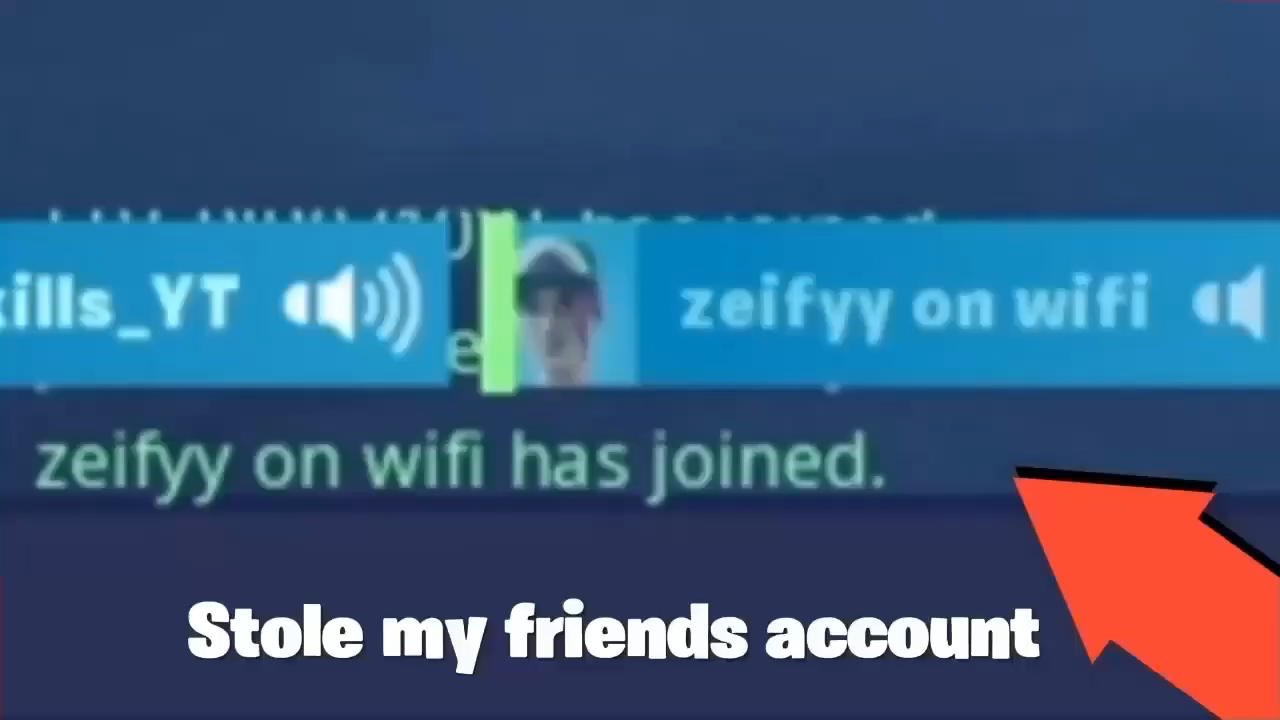 kills_YT zeifyy on wifi
zeifyy on wifi has joined.
Stole my friends account